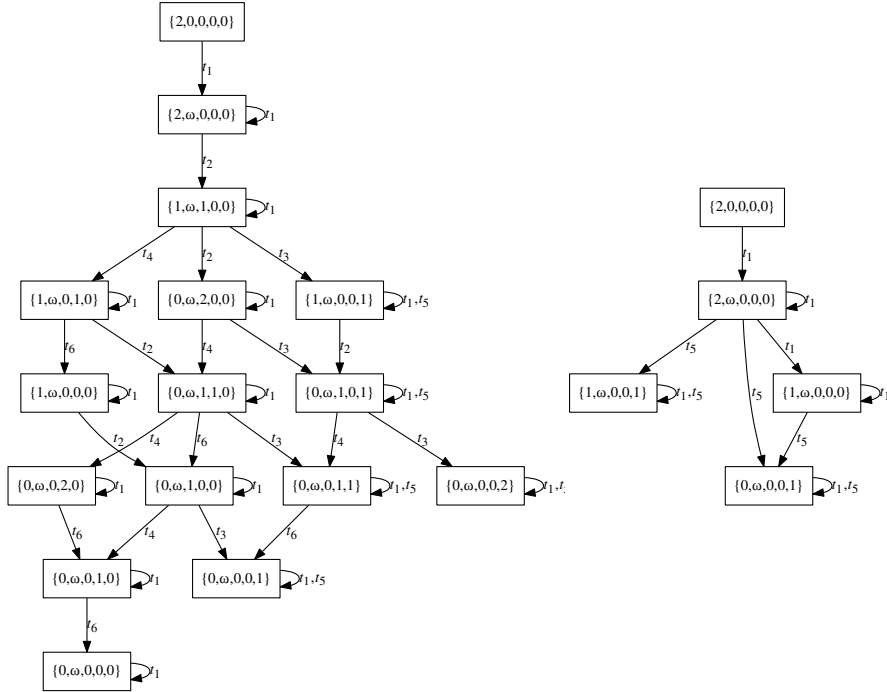 {2,0,0,0,0}
t1
{2,ω,0,0,0}
t1
t2
{1,ω,1,0,0}
t1
{2,0,0,0,0}
t4
t2
t3
t1
{1,ω,0,1,0}
t1
{0,ω,2,0,0}
t1
{1,ω,0,0,1}
t1,t5
{2,ω,0,0,0}
t1
t6
t2
t4
t3
t2
t5
t1
{1,ω,0,0,0}
t1
{0,ω,1,1,0}
t1
{0,ω,1,0,1}
t1,t5
{1,ω,0,0,1}
t1,t5
t5
{1,ω,0,0,0}
t1
t2
t4
t6
t3
t4
t3
t5
{0,ω,0,2,0}
t1
{0,ω,1,0,0}
t1
{0,ω,0,1,1}
t1,t5
{0,ω,0,0,2}
t1,
{0,ω,0,0,1}
t1,t5
t6
t4
t3
t6
{0,ω,0,1,0}
t1
{0,ω,0,0,1}
t1,t5
t6
{0,ω,0,0,0}
t1